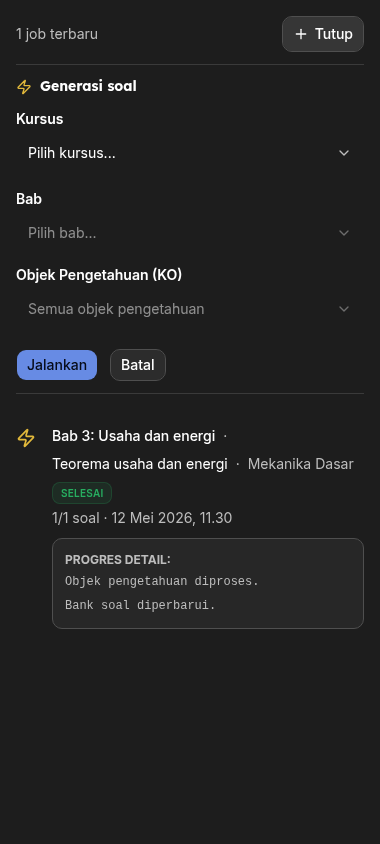 1 job terbaru
Tutup
Generasi soal
Kursus
Pilih kursus...
Bab
Pilih bab...
Objek Pengetahuan (KO)
Semua objek pengetahuan
Jalankan
Batal
Bab 3: Usaha dan energi ·
Teorema usaha dan energi · Mekanika Dasar
SELESAI
1/1 soal · 12 Mei 2026, 11.30
PROGRES DETAIL:
Objek pengetahuan diproses.
Bank soal diperbarui.